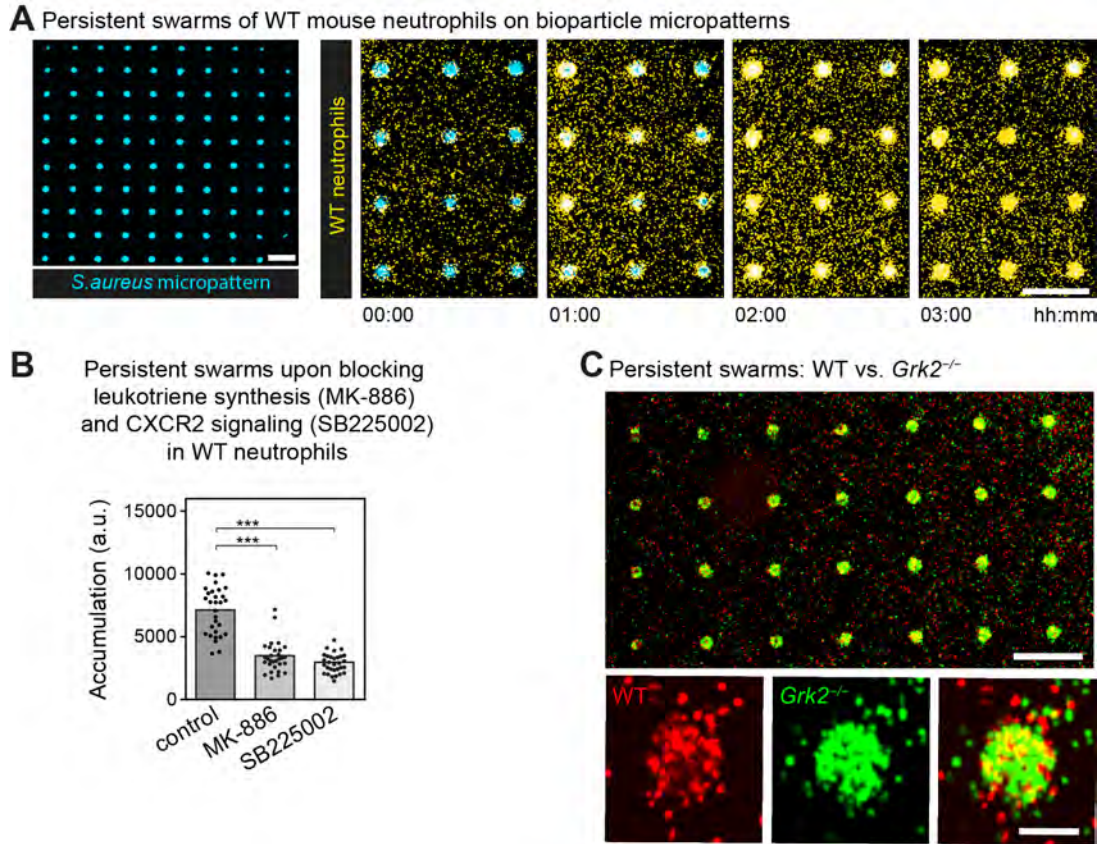 A Persistent swarms of WT mouse neutrophils on bioparticle micropatterns
S.aureus micropattern
WT neutrophils
00:00 01:00 02:00 03:00 hh:mm
B Persistent swarms upon blocking
leukotriene synthesis (MK-886)
and CXCR2 signaling (SB225002)
in WT neutrophils
Accumulation (a.u.)
15000
10000
5000
0
***
***
control
MK-886
SB225002
C Persistent swarms: WT vs. Grk2⁻/⁻
WT
Grk2⁻/⁻